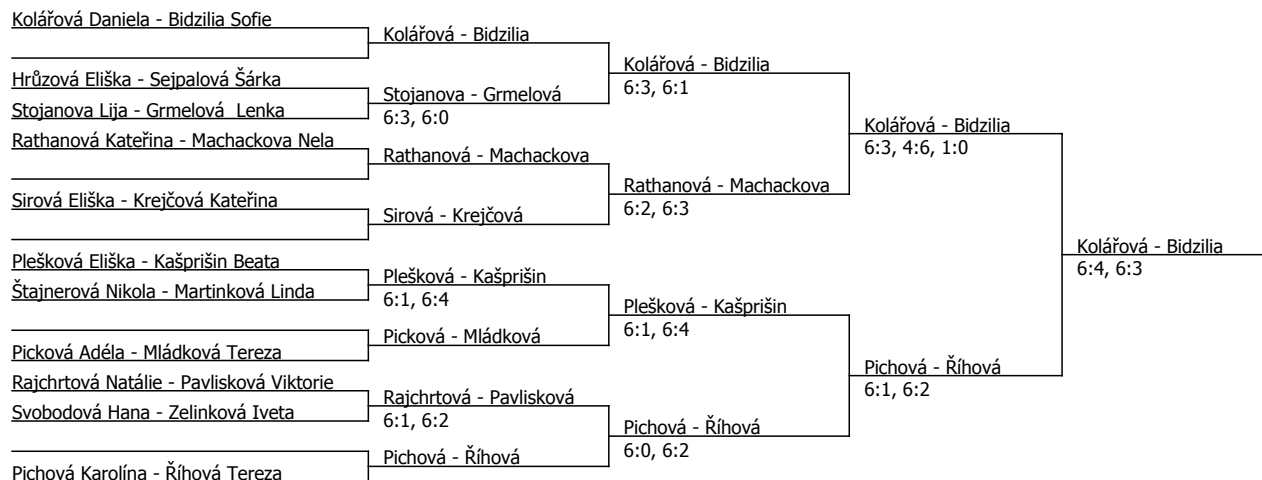 Kolářová Daniela - Bidzilia Sofie
Kolářová - Bidzilia
Kolářová - Bidzilia
6:3, 6:1
Hrůzová Eliška - Sejpalová Šárka
Stojanova - Grmelová
6:3, 6:0
Stojanova Lija - Grmelová  Lenka
Kolářová - Bidzilia
6:3, 4:6, 1:0
Rathanová Kateřina - Machackova Nela
Rathanová - Machackova
Rathanová - Machackova
6:2, 6:3
Sirová Eliška - Krejčová Kateřina
Sirová - Krejčová
Kolářová - Bidzilia
6:4, 6:3
Plešková Eliška - Kašprišin Beata
Plešková - Kašprišin
6:1, 6:4
Štajnerová Nikola - Martinková Linda
Plešková - Kašprišin
6:1, 6:4
Picková - Mládková
Picková Adéla - Mládková Tereza
Pichová - Říhová
6:1, 6:2
Rajchrtová Natálie - Pavlisková Viktorie
Rajchrtová - Pavlisková
6:1, 6:2
Svobodová Hana - Zelinková Iveta
Pichová - Říhová
6:0, 6:2
Pichová - Říhová
Pichová Karolína - Říhová Tereza